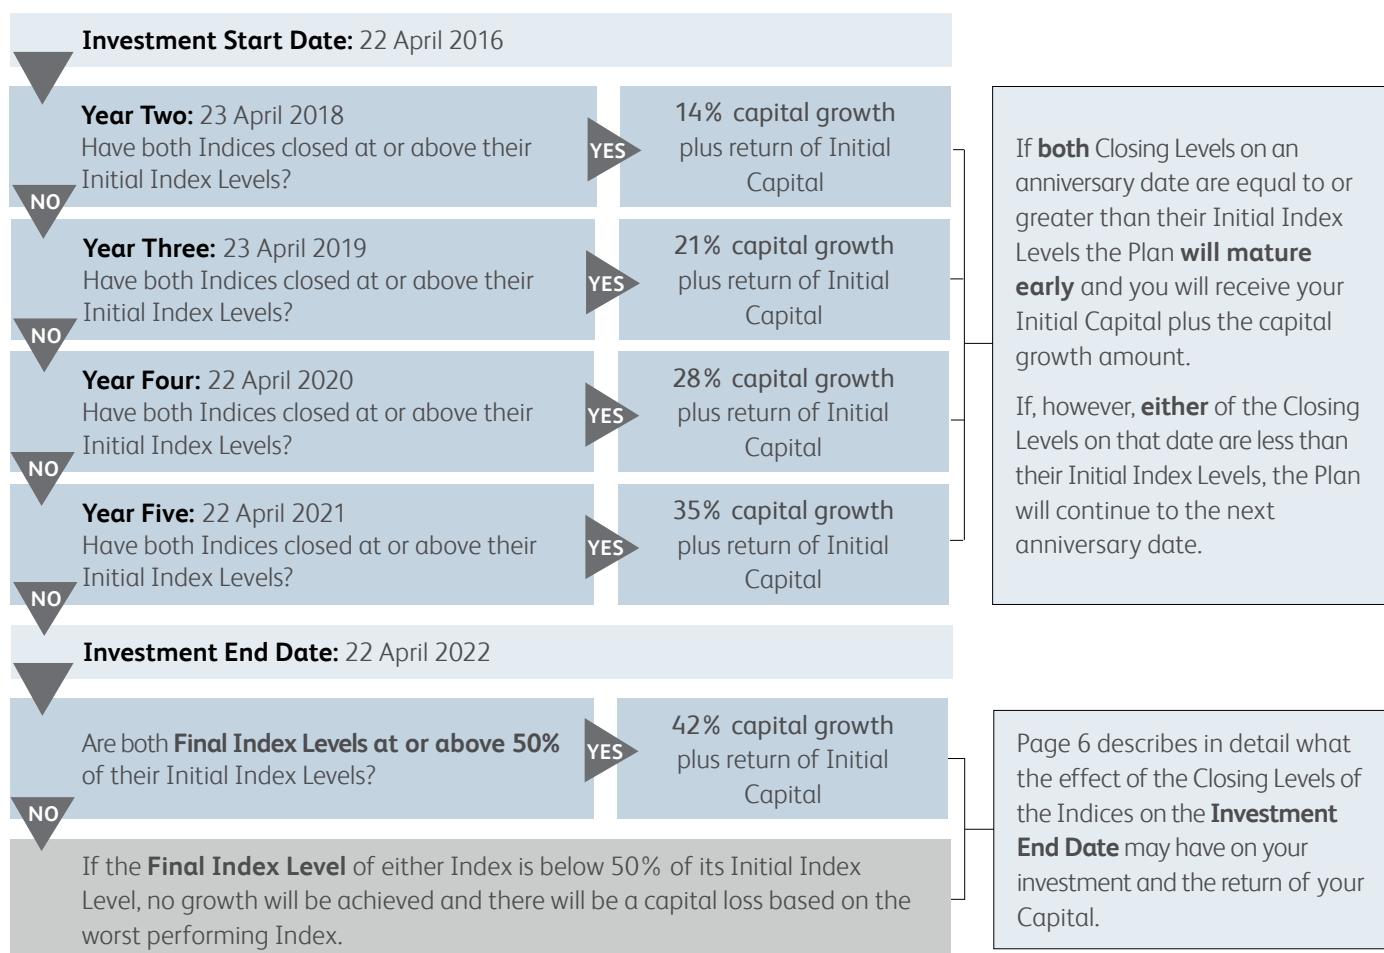 Investment Start Date: 22 April 2016
Year Two: 23 April 2018
Have both Indices closed at or above their
Initial Index Levels?
YES
14% capital growth
plus return of Initial
Capital
NO
Year Three: 23 April 2019
Have both Indices closed at or above their
Initial Index Levels?
YES
21% capital growth
plus return of Initial
Capital
NO
Year Four: 22 April 2020
Have both Indices closed at or above their
Initial Index Levels?
YES
28% capital growth
plus return of Initial
Capital
NO
Year Five: 22 April 2021
Have both Indices closed at or above their
Initial Index Levels?
YES
35% capital growth
plus return of Initial
Capital
NO
If both Closing Levels on an
anniversary date are equal to or
greater than their Initial Index
Levels the Plan will mature
early and you will receive your
Initial Capital plus the capital
growth amount.
If, however, either of the Closing
Levels on that date are less than
their Initial Index Levels, the Plan
will continue to the next
anniversary date.
Investment End Date: 22 April 2022
Are both Final Index Levels at or above 50%
of their Initial Index Levels?
YES
42% capital growth
plus return of Initial
Capital
NO
If the Final Index Level of either Index is below 50% of its Initial Index
Level, no growth will be achieved and there will be a capital loss based on the
worst performing Index.
Page 6 describes in detail what
the effect of the Closing Levels of
the Indices on the Investment
End Date may have on your
investment and the return of your
Capital.